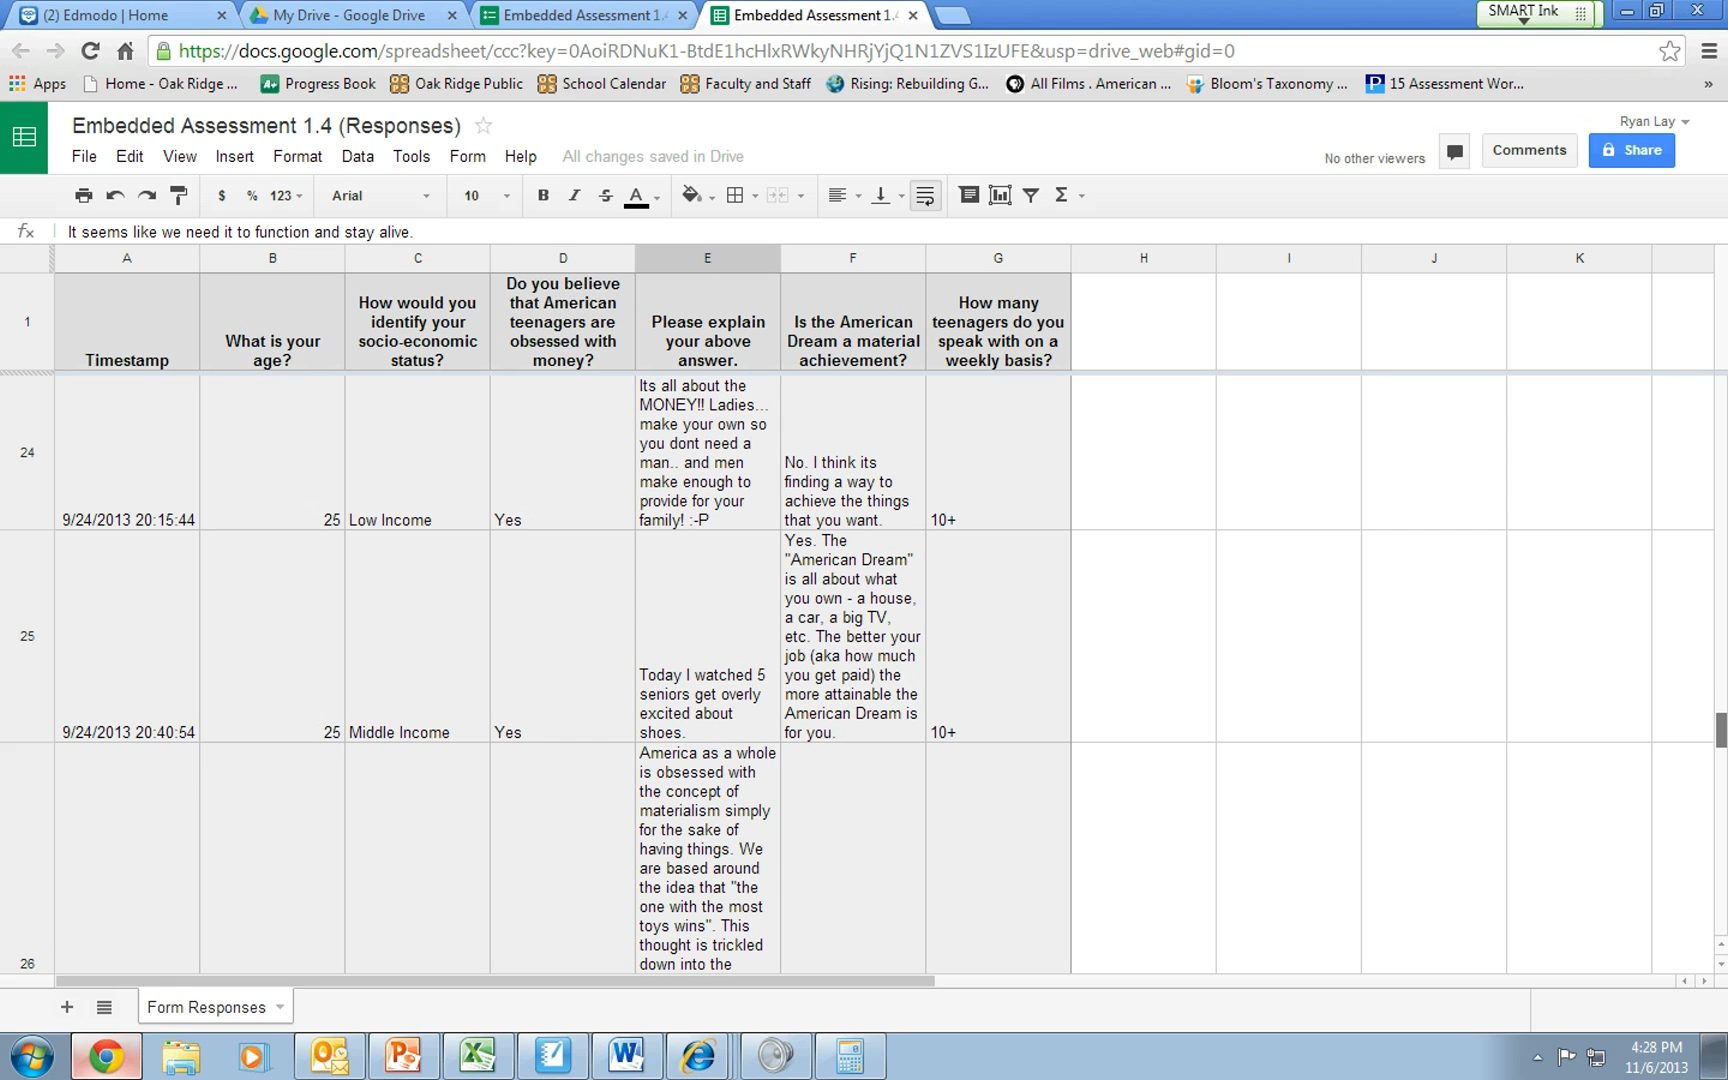 (2) Edmodo | Home
My Drive - Google Drive
Embedded Assessment 1.
Embedded Assessment 1.4
SMART Ink
https://docs.google.com/spreadsheet/ccc?key=0AoiRDNuK1-BtdE1hcHlxRWkyNHRjYjQ1N1ZVS1IzUFE&usp=drive_web#gid=0
Apps
Home - Oak Ridge ...
Progress Book
Oak Ridge Public
School Calendar
Faculty and Staff
Rising: Rebuilding G...
All Films . American ...
Bloom's Taxonomy ...
15 Assessment Wor...
»
Embedded Assessment 1.4 (Responses)
Ryan Lay
File Edit View Insert Format Data Tools Form Help All changes saved in Drive
No other viewers
Comments
Share
$ % 123 Arial 10 B I S A Σ
fx It seems like we need it to function and stay alive.
A B C D E F G H I J K
1
Timestamp
What is your
age?
How would you
identify your
socio-economic
status?
Do you believe
that American
teenagers are
obsessed with
money?
Please explain
your above
answer.
Is the American
Dream a material
achievement?
How many
teenagers do you
speak with on a
weekly basis?
24
9/24/2013 20:15:44
25
Low Income
Yes
Its all about the
MONEY!! Ladies...
make your own so
you dont need a
man.. and men
make enough to
provide for your
family! :-P
No. I think its
finding a way to
achieve the things
that you want.
10+
25
9/24/2013 20:40:54
25
Middle Income
Yes
Today I watched 5
seniors get overly
excited about
shoes.
Yes. The
"American Dream"
is all about what
you own - a house,
a car, a big TV,
etc. The better your
job (aka how much
you get paid) the
more attainable the
American Dream is
for you.
10+
26
America as a whole
is obsessed with
the concept of
materialism simply
for the sake of
having things. We
are based around
the idea that "the
one with the most
toys wins". This
thought is trickled
down into the
+
Form Responses
4:28 PM
11/6/2013